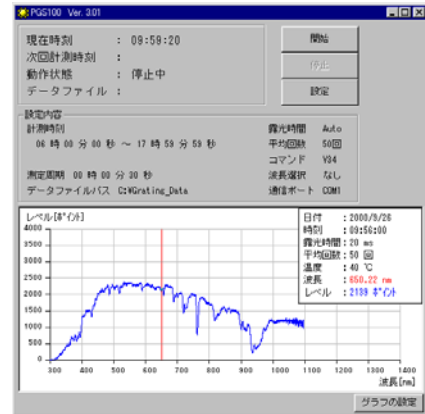 PGS100 Ver. 3.01
現在時刻 : 09:59:20
次回計測時刻 :
動作状態 : 停止中
データファイル :
開始
停止
設定
設定内容
計測時刻
06 時 00 分 00 秒 ～ 17 時 59 分 59 秒
測定周期 00 時 00 分 30 秒
データファイルパス C:¥Grating_Data
露光時間 Auto
平均回数 50回
コマンド V34
波長選択 なし
通信ポート COM1
レベル[ポイント]
4000
3500
3000
2500
2000
1500
1000
500
0
300 400 500 600 700 800 900 1000 1100 1200 1300 1400
波長[nm]
日付 : 2000/9/26
時刻 : 09:56:00
露光時間 : 20 ms
平均回数 : 50 回
温度 : 40 ℃
波長 : 650.22 nm
レベル : 2139 ポイント
グラフの設定